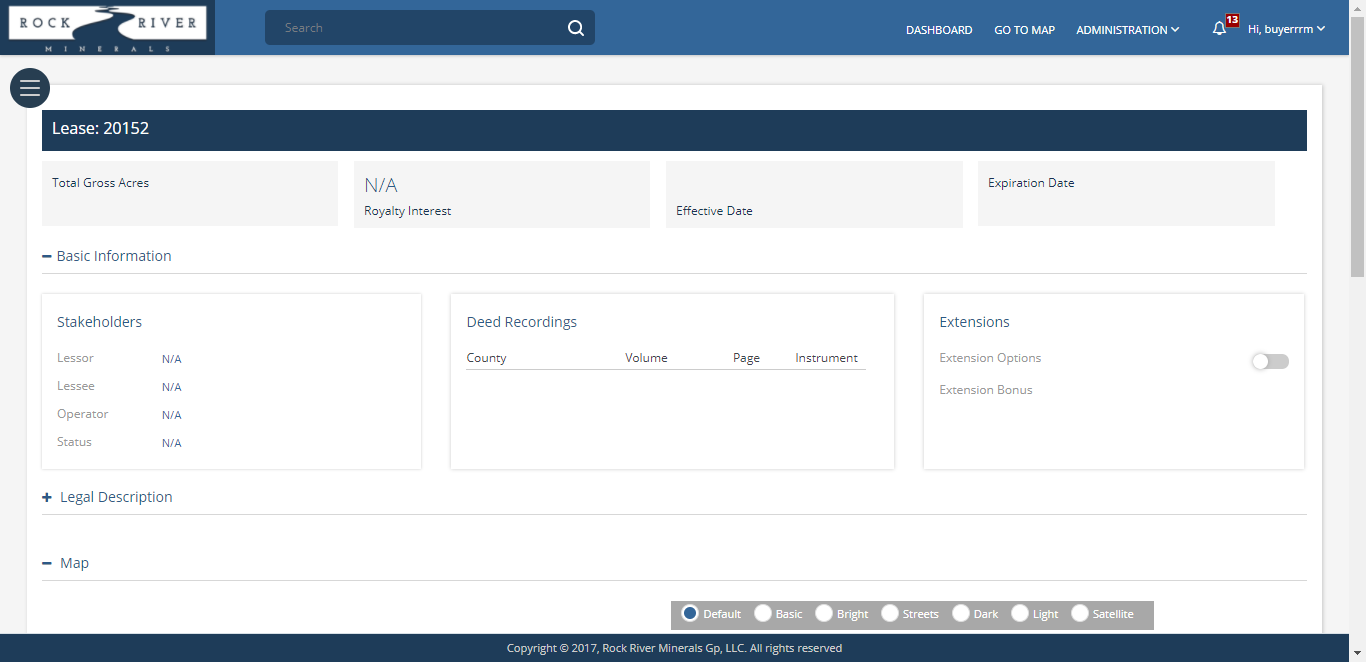 ROCK RIVER
MINERALS
Search
DASHBOARD GO TO MAP ADMINISTRATION 13 Hi, buyerrrm
Lease: 20152
Total Gross Acres
N/A
Royalty Interest
Effective Date
Expiration Date
Basic Information
Stakeholders
Lessor N/A
Lessee N/A
Operator N/A
Status N/A
Deed Recordings
County Volume Page Instrument
Extensions
Extension Options
Extension Bonus
Legal Description
Map
Default Basic Bright Streets Dark Light Satellite
Copyright © 2017, Rock River Minerals Gp, LLC. All rights reserved